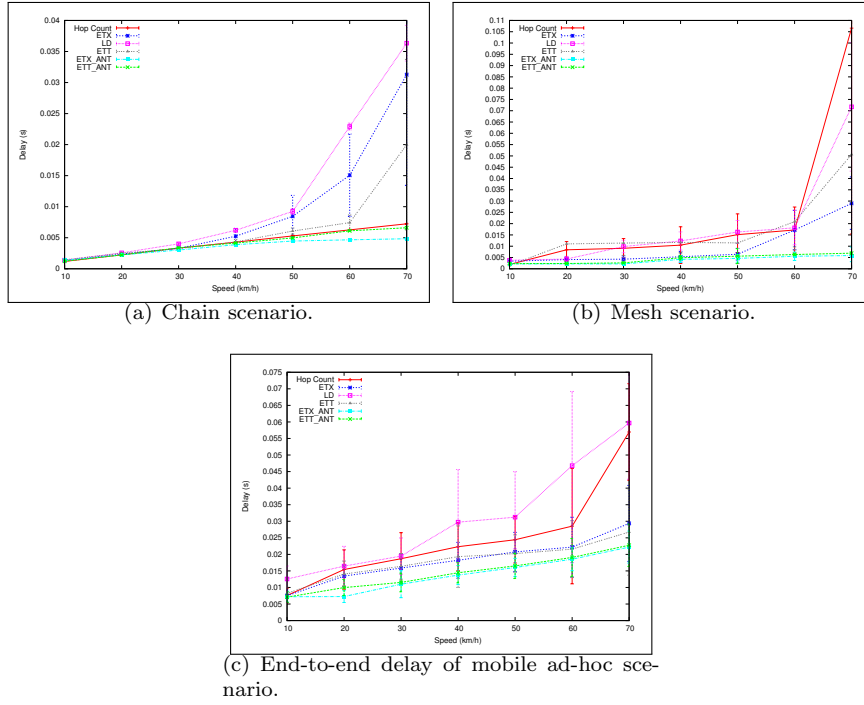 0.04
0.035
0.03
0.025
0.02
0.015
0.01
0.005
0
Delay (s)
Hop Count
ETX
LD
ETT
ETX_ANT
ETT_ANT
10 20 30 40 50 60 70
Speed (km/h)
(a) Chain scenario.
0.11
0.105
0.1
0.095
0.09
0.085
0.08
0.075
0.07
0.065
0.06
0.055
0.05
0.045
0.04
0.035
0.03
0.025
0.02
0.015
0.01
0.005
0
Delay (s)
Hop Count
ETX
LD
ETT
ETX_ANT
ETT_ANT
10 20 30 40 50 60 70
Speed (km/h)
(b) Mesh scenario.
0.075
0.07
0.065
0.06
0.055
0.05
0.045
0.04
0.035
0.03
0.025
0.02
0.015
0.01
0.005
0
Delay (s)
Hop Count
ETX
LD
ETT
ETX_ANT
ETT_ANT
10 20 30 40 50 60 70
Speed (km/h)
(c) End-to-end delay of mobile ad-hoc sce-
nario.